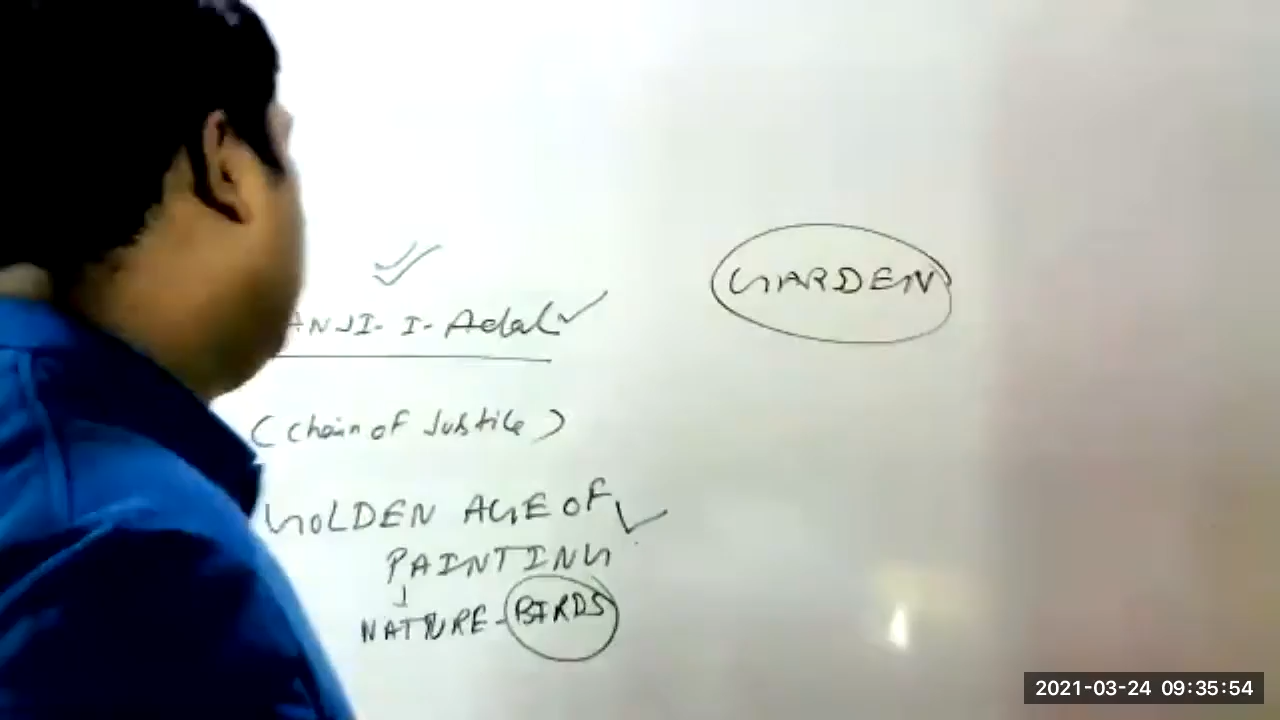 ANJI-I-Adal
(Chain of Justice)
GOLDEN AGE OF
PAINTING
NATURE-BIRDS
GARDEN
2021-03-24 09:35:54